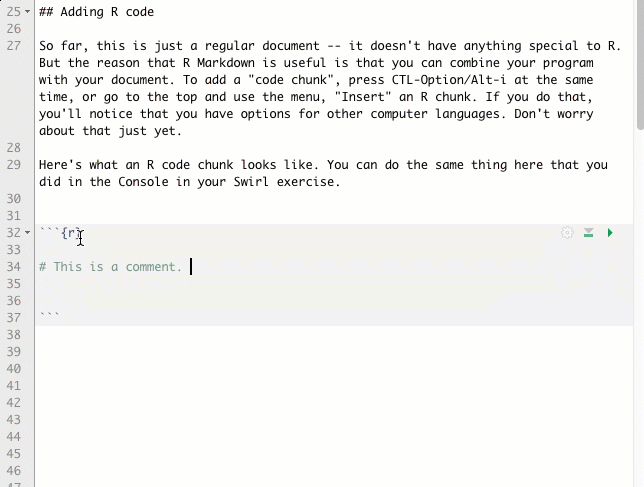 25 ## Adding R code
26
27 So far, this is just a regular document -- it doesn't have anything special to R.
But the reason that R Markdown is useful is that you can combine your program
with your document. To add a "code chunk", press CTL-Option/Alt-i at the same
time, or go to the top and use the menu, "Insert" an R chunk. If you do that,
you'll notice that you have options for other computer languages. Don't worry
about that just yet.
28
29 Here's what an R code chunk looks like. You can do the same thing here that you
did in the Console in your Swirl exercise.
30
31
32 ```{r}
33
34 # This is a comment.
35
36
37 ```
38
39
40
41
42
43
44
45
46
47